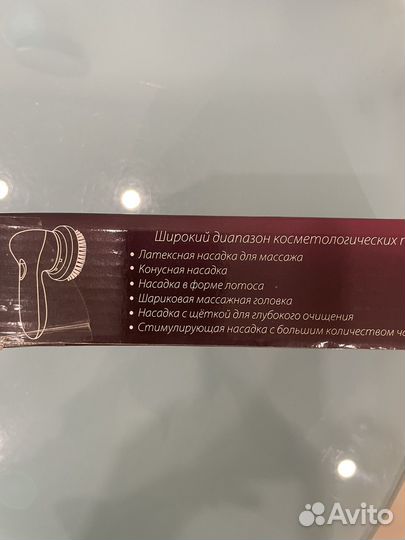 Широкий диапазон косметологических
• Латексная насадка для массажа
• Конусная насадка
• Насадка в форме лотоса
• Шариковая массажная головка
• Насадка с щёткой для глубокого очищения
• Стимулирующая насадка с большим количеством
Avito